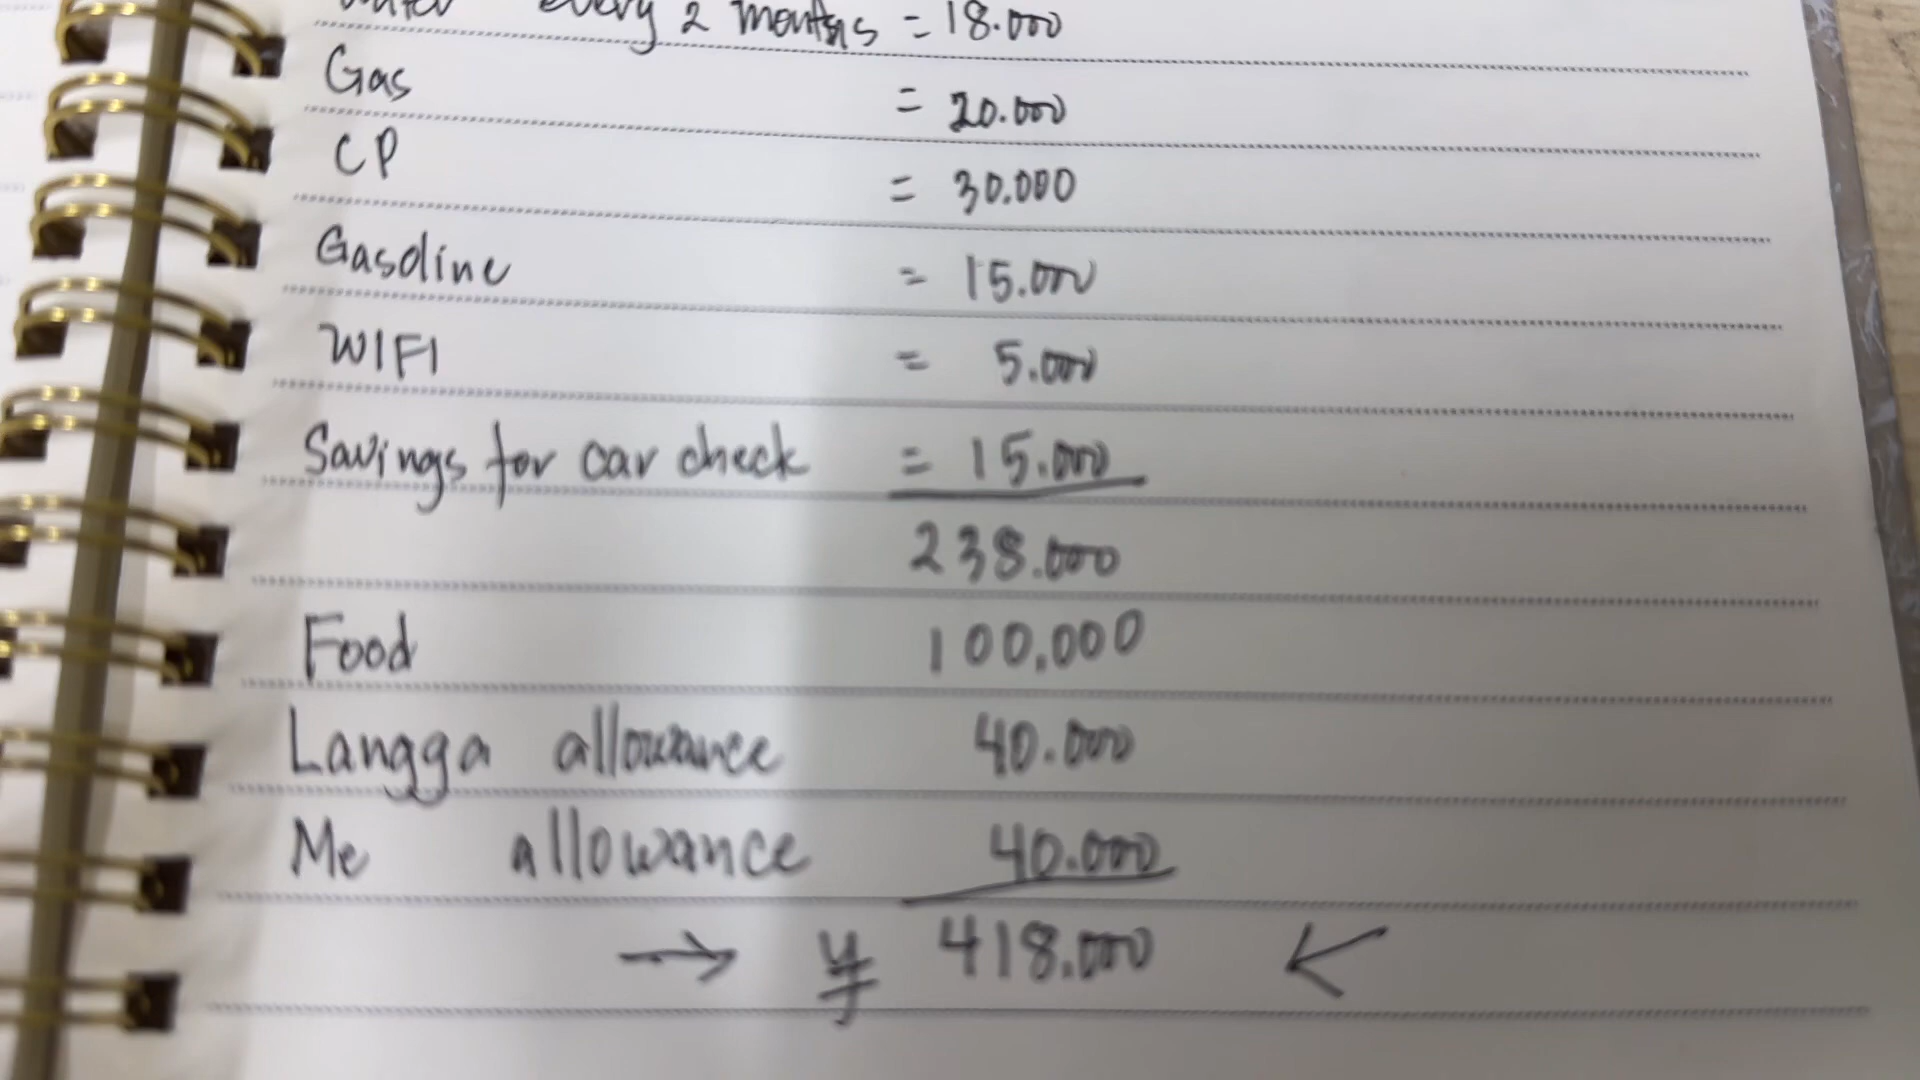 Water every 2 months = 18.000
Gas = 20.000
CP = 30.000
Gasoline = 15.000
WIFI = 5.000
Savings for car check = 15.000
238.000
Food 100,000
Langga allowance 40.000
Me allowance 40.000
→ ¥ 418.000 ←